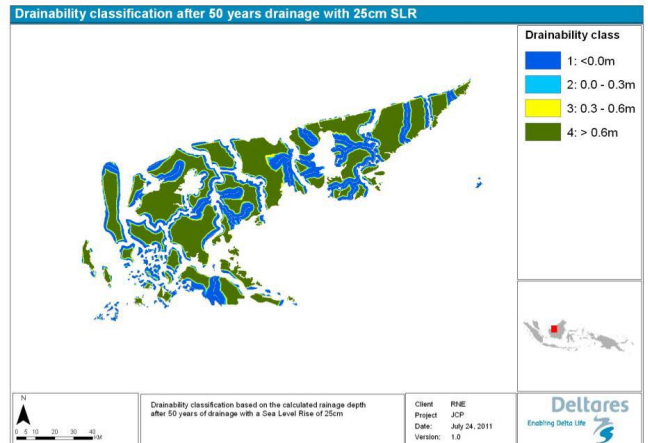 Drainability classification after 50 years drainage with 25cm SLR
Drainability class
1: <0.0m
2: 0.0 - 0.3m
3: 0.3 - 0.6m
4: > 0.6m
N
0 5 10 20 30 40
KM
Drainability classification based on the calculated rainage depth
after 50 years of drainage with a Sea Level Rise of 25cm
Client RNE
Project JCP
Date: July 24, 2011
Version: 1.0
Deltares
Enabling Delta Life